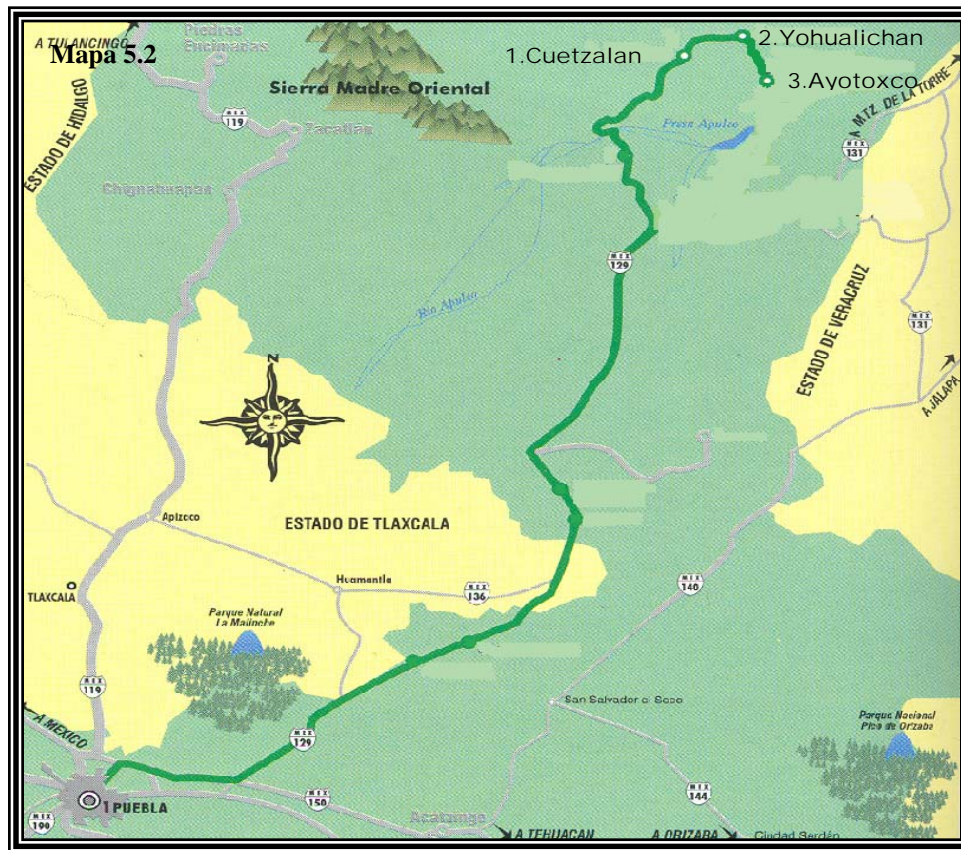 A TULANCINGO
Mapa 5.2
Piedras
Encinadas
1.Cuetzalan
2.Yohualichan
3.Ayotoxco
Sierra Madre Oriental
ESTADO DE HIDALGO
MEX
119
Zacatlan
Chignahuapan
Presa Apulco
A MTZ. DE LA TORRE
MEX
131
MEX
129
Rio Apulco
ESTADO DE VERACRUZ
MEX
131
A JALAPA
N
Apizaco
ESTADO DE TLAXCALA
Huamantla
MEX
136
MEX
140
TLAXCALA
Parque Natural
La Malinche
MEX
119
San Salvador el Seco
Parque Nacional
Pico de Orizaba
A MEXICO
MEX
129
1 PUEBLA
MEX
150
MEX
144
MEX
190
Acatzingo
A TEHUACAN
A ORIZABA
Ciudad Serdán